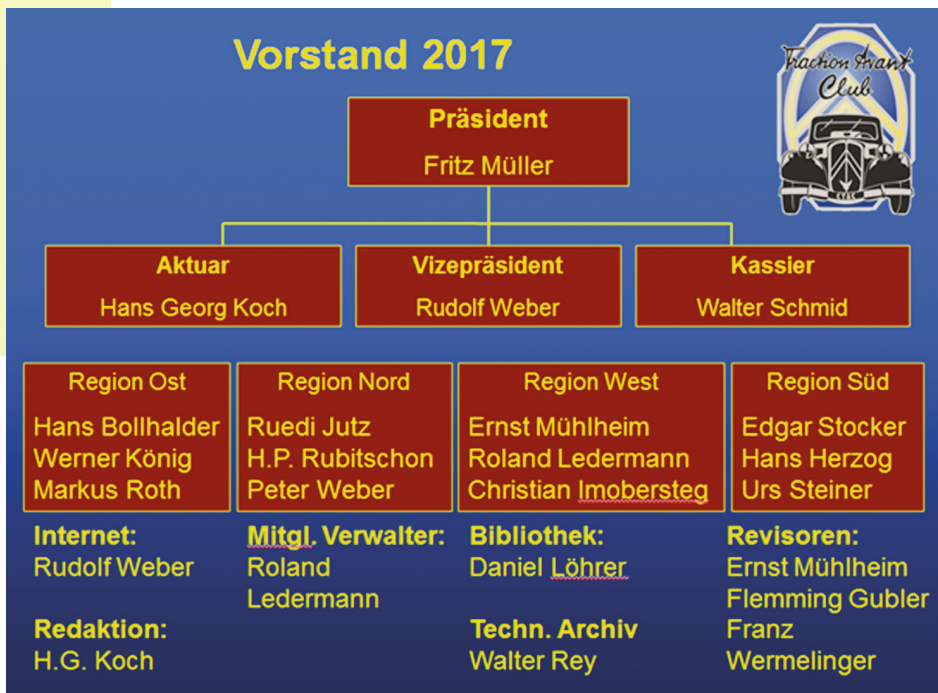 Vorstand 2017
Traction Avant
Club
Präsident
Fritz Müller
Aktuar
Hans Georg Koch
Vizepräsident
Rudolf Weber
Kassier
Walter Schmid
Region Ost
Hans Bollhalder
Werner König
Markus Roth
Region Nord
Ruedi Jutz
H.P. Rubitschon
Peter Weber
Region West
Ernst Mühlheim
Roland Ledermann
Christian Imobersteg
Region Süd
Edgar Stocker
Hans Herzog
Urs Steiner
Internet:
Rudolf Weber
Redaktion:
H.G. Koch
Mitgl. Verwalter:
Roland
Ledermann
Bibliothek:
Daniel Löhrer
Techn. Archiv
Walter Rey
Revisoren:
Ernst Mühlheim
Flemming Gubler
Franz
Wermelinger